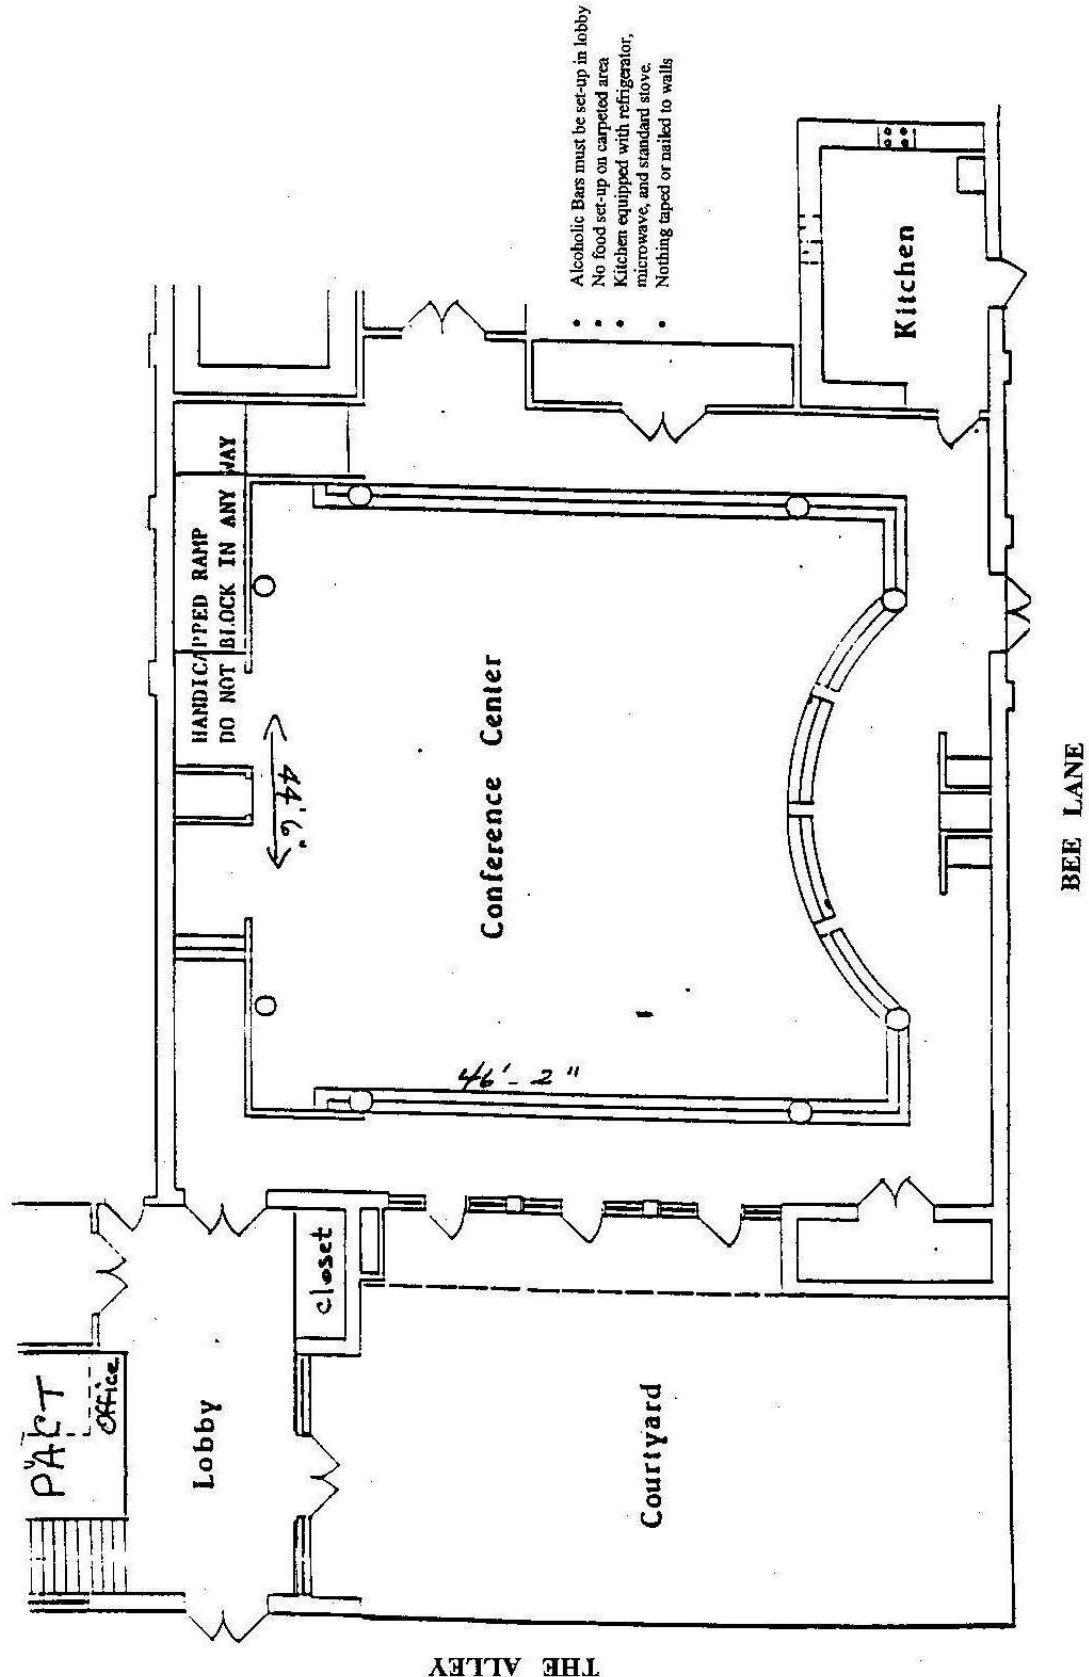 • Alcoholic Bars must be set-up in lobby
• No food set-up on carpeted area
• Kitchen equipped with refrigerator,
microwave, and standard stove.
• Nothing taped or nailed to walls
HANDICAPPED RAMP
DO NOT BLOCK IN ANY WAY
44'6"
Kitchen
Conference Center
46'-2"
closet
PACT
Office
Lobby
Courtyard
THE ALLEY
BEE LANE